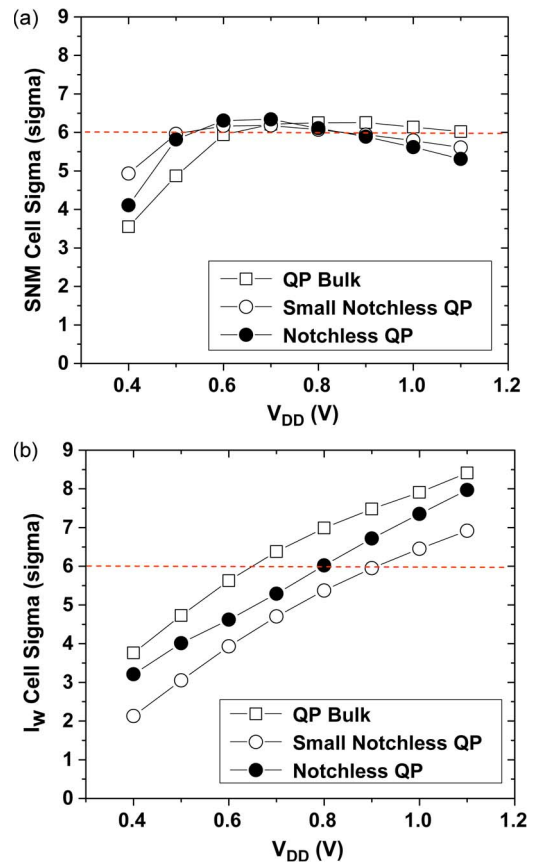 (a)
SNM Cell Sigma (sigma)
9
8
7
6
5
4
3
2
1
0
QP Bulk
Small Notchless QP
Notchless QP
0.4 0.6 0.8 1.0 1.2
VDD (V)
(b)
IW Cell Sigma (sigma)
9
8
7
6
5
4
3
2
1
0
QP Bulk
Small Notchless QP
Notchless QP
0.4 0.6 0.8 1.0 1.2
VDD (V)